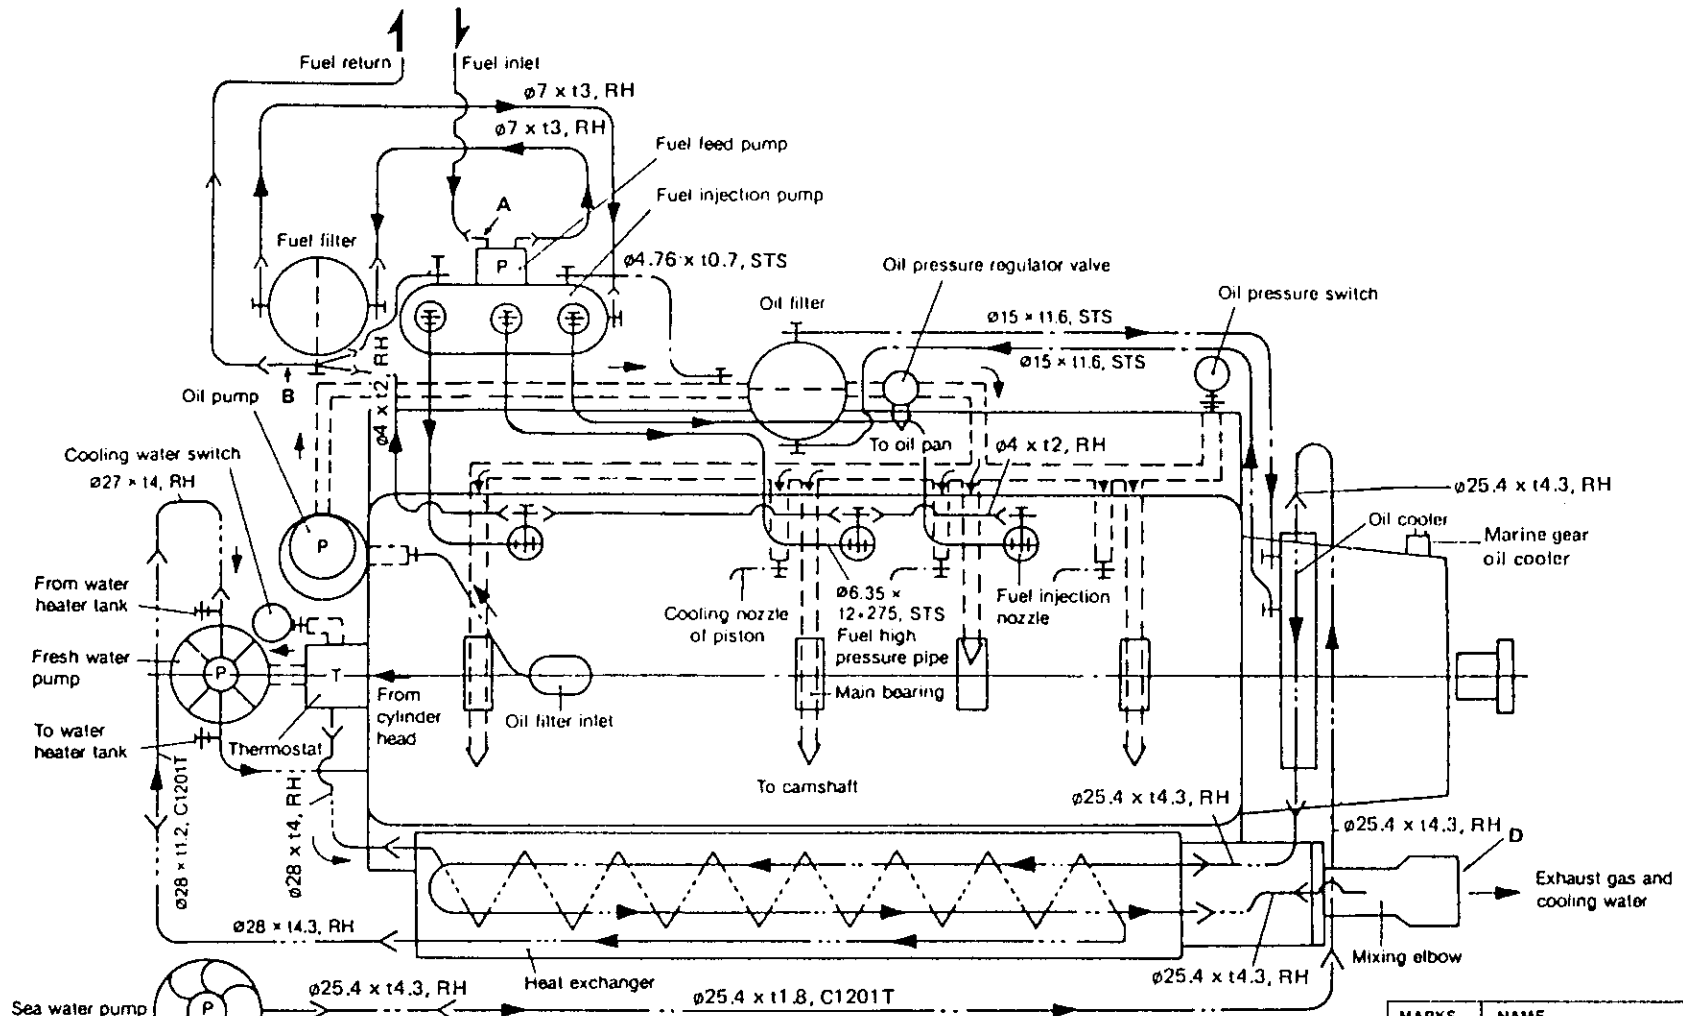 Fuel return
Fuel inlet
ø7 × t3, RH
ø7 × t3, RH
Fuel feed pump
A
Fuel injection pump
Fuel filter
P
ø4.76 × t0.7, STS
Oil pressure regulator valve
Oil pressure switch
Oil filter
ø15 × t1.6, STS
ø15 × t1.6, STS
ø4 × t2, RH
B
Oil pump
To oil pan
ø4 × t2, RH
Cooling water switch
ø27 × t4, RH
ø25.4 × t4.3, RH
Oil cooler
Marine gear
oil cooler
P
From water
heater tank
Cooling nozzle
of piston
ø6.35 ×
t2•275, STS
Fuel high
pressure pipe
Fuel injection
nozzle
Fresh water
pump
P
T
From
cylinder
head
Oil filter inlet
Main bearing
To water
heater tank
Thermostat
To camshaft
ø28 × t1.2, C1201T
ø28 × t4, RH
ø25.4 × t4.3, RH
ø25.4 × t4.3, RH
D
Exhaust gas and
cooling water
ø28 × t4.3, RH
Mixing elbow
Heat exchanger
ø25.4 × t4.3, RH
Sea water pump
P
ø25.4 × t4.3, RH
ø25.4 × t1.8, C1201T
MARKS
NAME